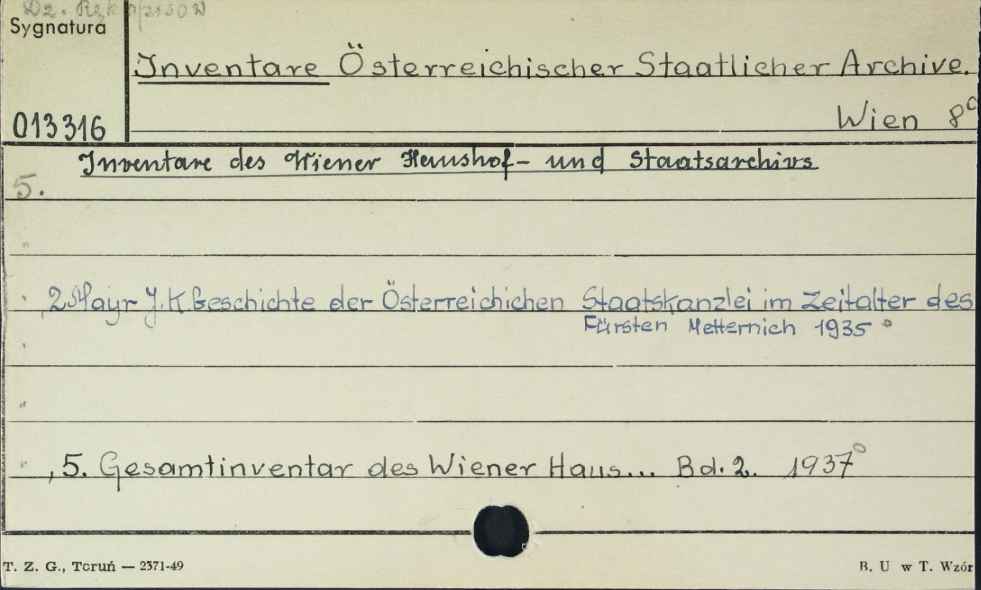 Dz. Rękopisów
Sygnatura
Inventare Österreichischer Staatlicher Archive.
013316
Wien 8°
Inventare des Wiener Haushof- und Staatsarchivs
5.
" , 2 Mayr J.K Geschichte der Österreichichen Staatskanzlei im Zeitalter des
Fürsten Metternich 1935 °
" , 5. Gesamtinventar des Wiener Haus... Bd. 2. 1937°
T. Z. G., Toruń — 2371-49
B. U w T. Wzór